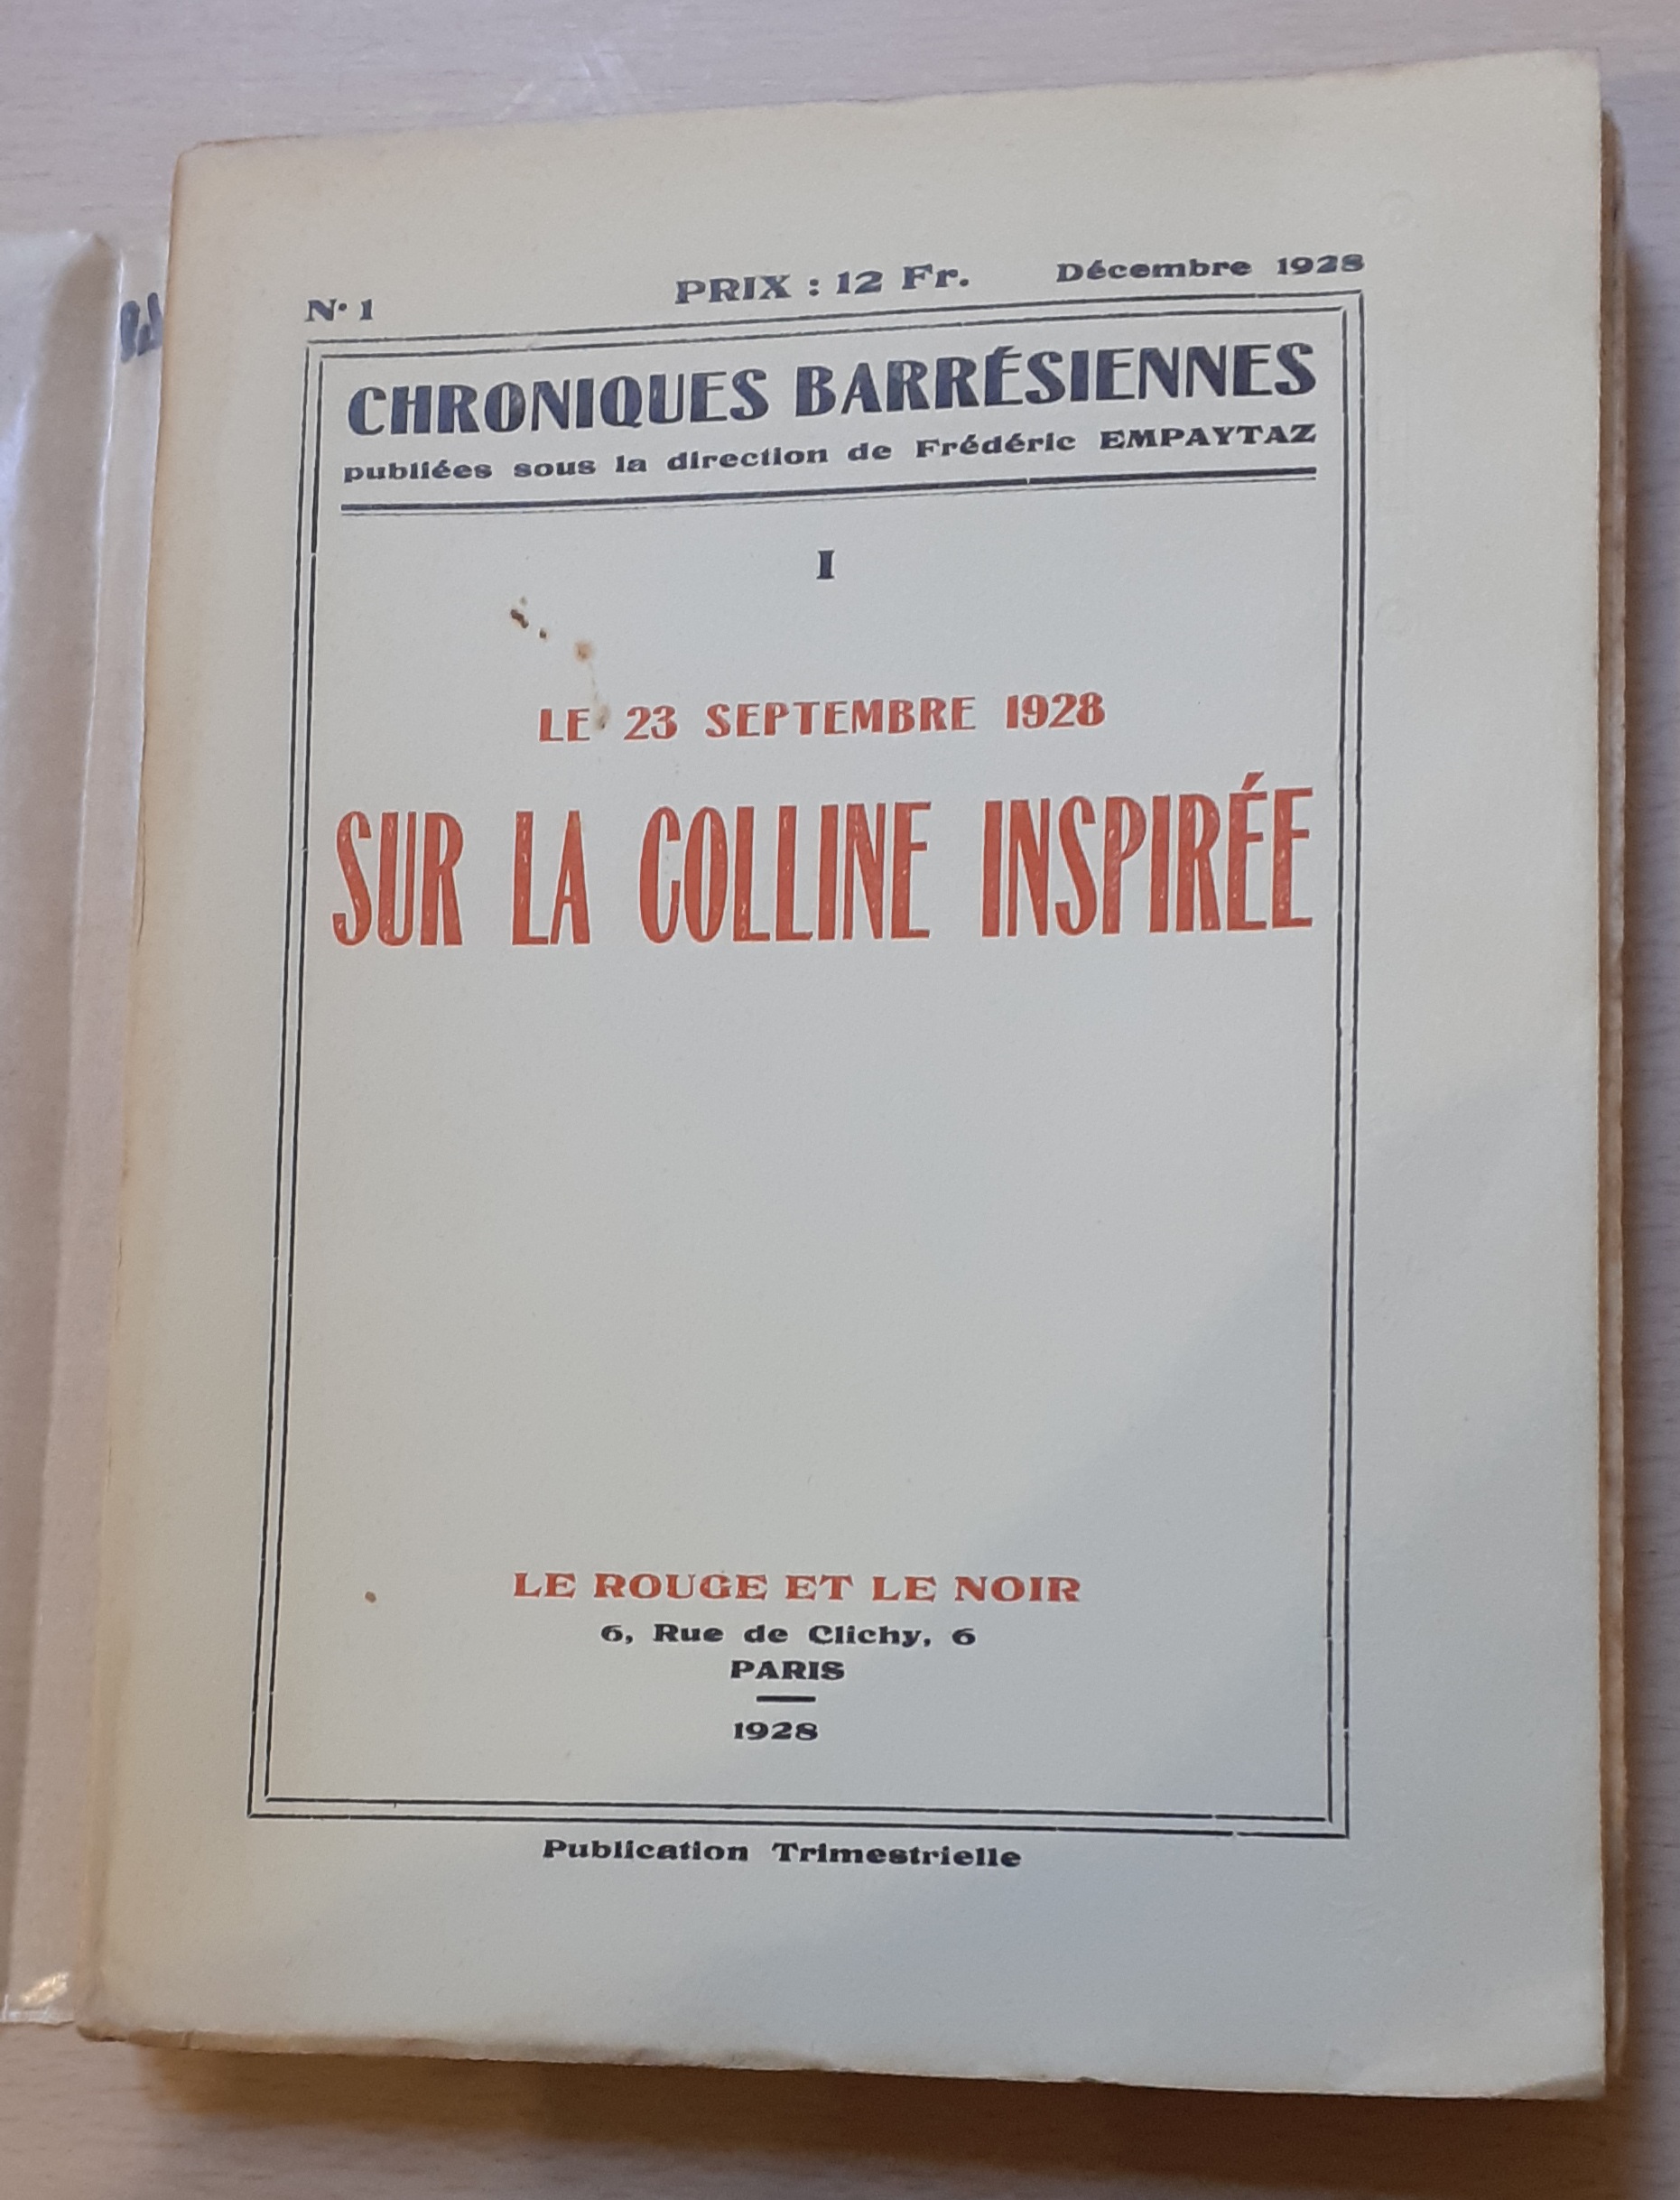 N° 1 PRIX : 12 Fr. Décembre 1928
CHRONIQUES BARRÉSIENNES
publiées sous la direction de Frédéric EMPAYTAZ
I
LE 23 SEPTEMBRE 1928
SUR LA COLLINE INSPIRÉE
LE ROUGE ET LE NOIR
6, Rue de Clichy, 6
PARIS
1928
Publication Trimestrielle